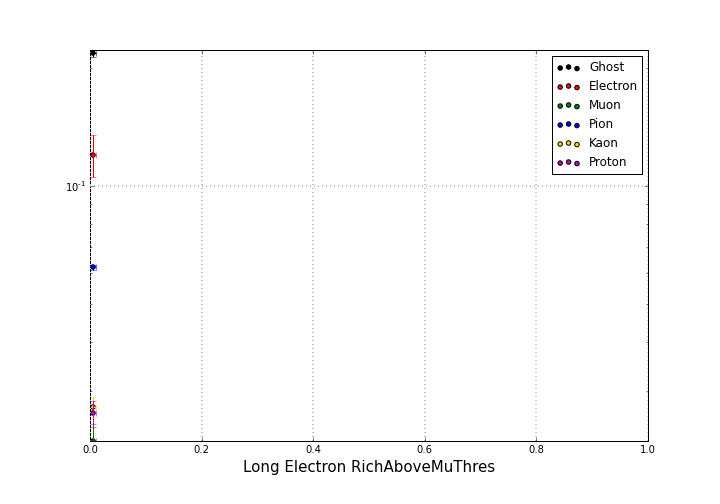 Ghost
Electron
Muon
Pion
Kaon
Proton
10^-1
0.0 0.2 0.4 0.6 0.8 1.0
Long Electron RichAboveMuThres